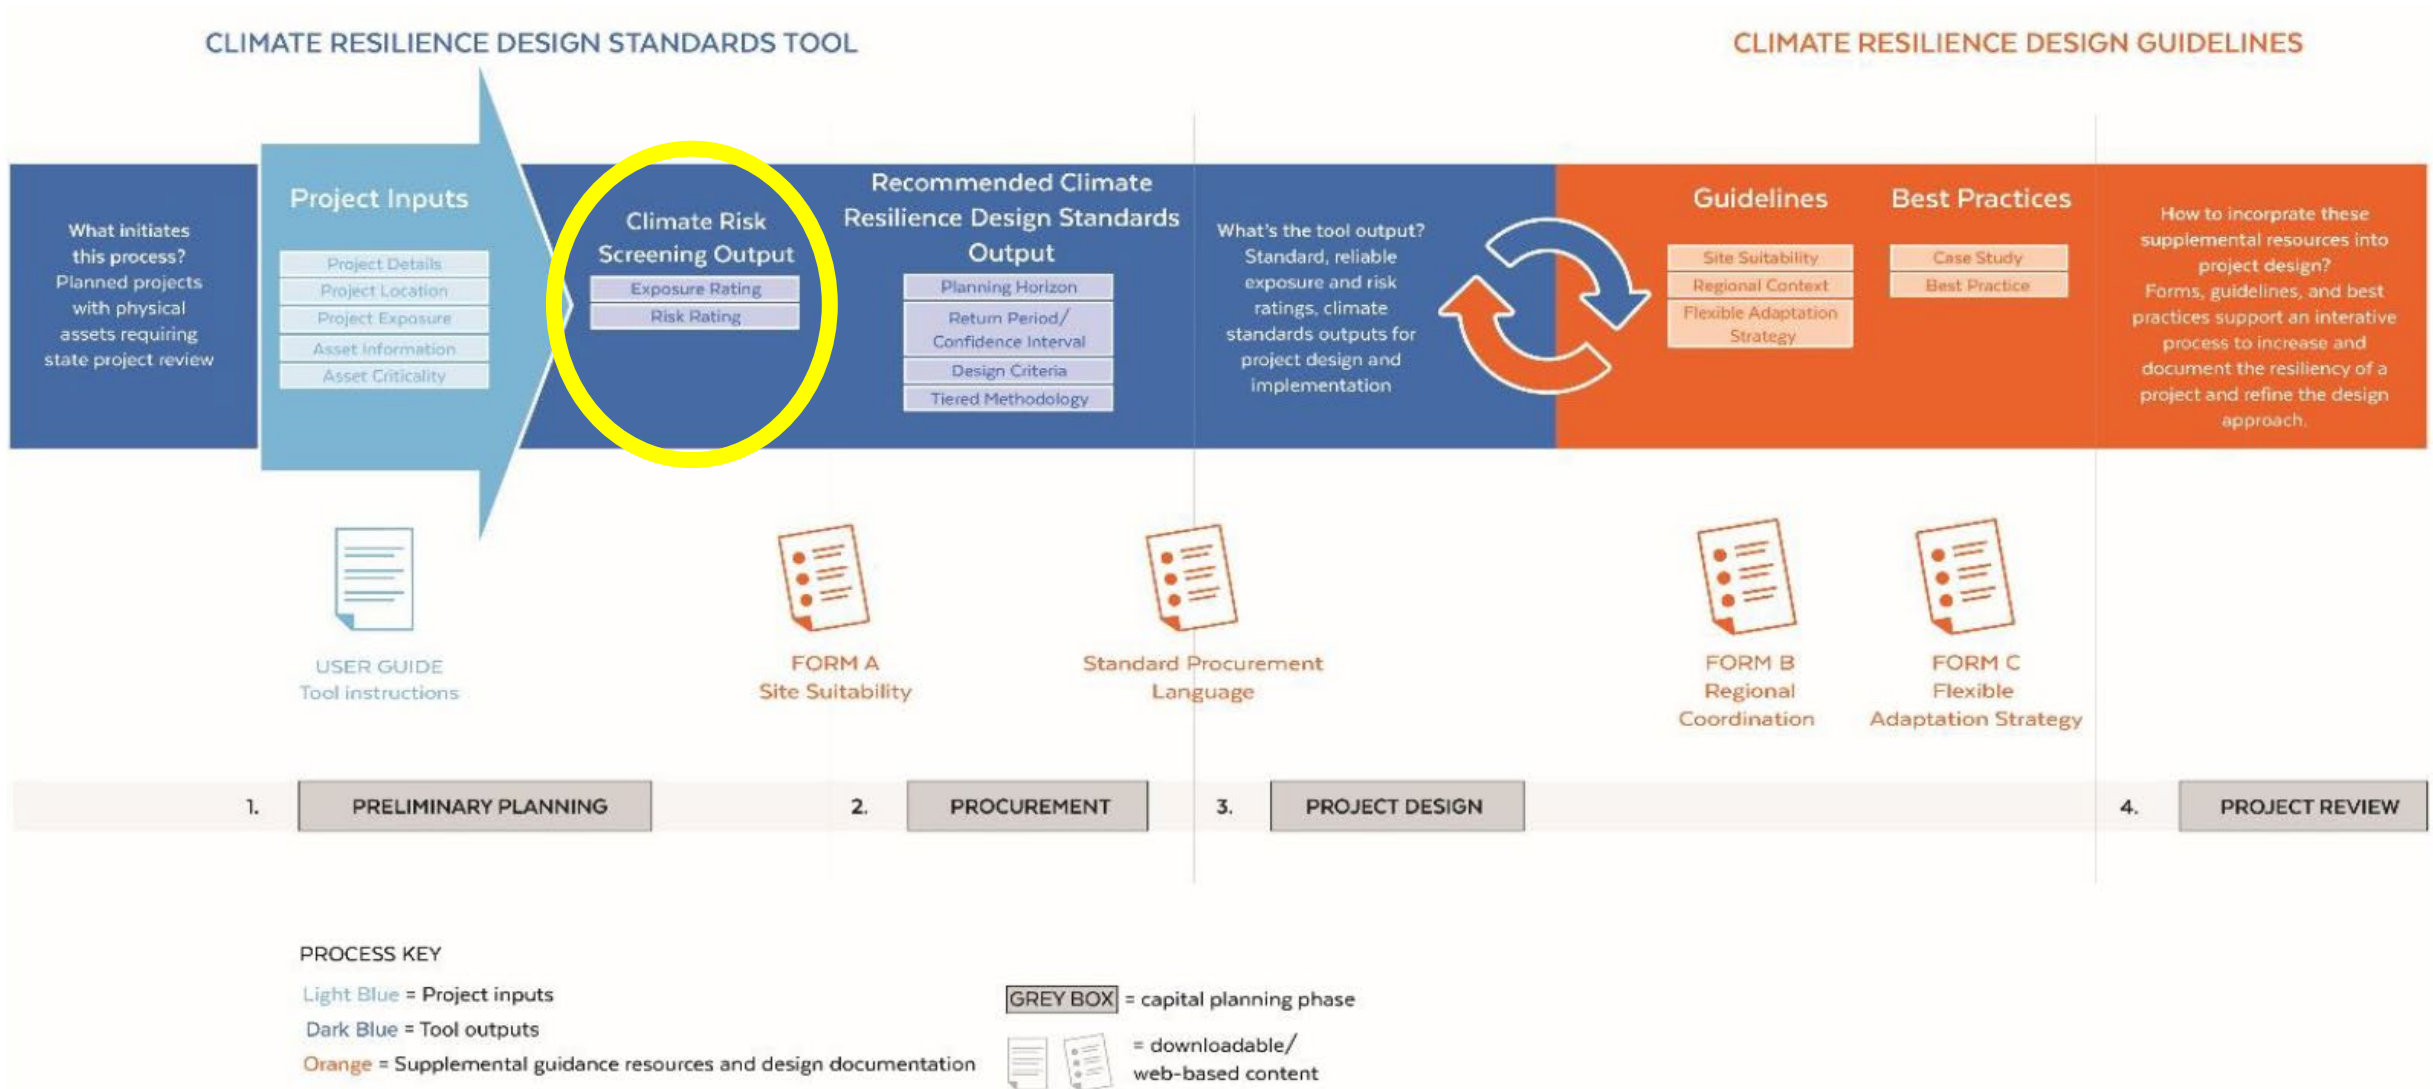 CLIMATE RESILIENCE DESIGN STANDARDS TOOL
CLIMATE RESILIENCE DESIGN GUIDELINES
What initiates
this process?
Planned projects
with physical
assets requiring
state project review
Project Inputs
Project Details
Project Location
Project Exposure
Asset Information
Asset Criticality
Climate Risk
Screening Output
Exposure Rating
Risk Rating
Recommended Climate
Resilience Design Standards
Output
Planning Horizon
Return Period/
Confidence Interval
Design Criteria
Tiered Methodology
What's the tool output?
Standard, reliable
exposure and risk
ratings, climate
standards outputs for
project design and
implementation
Guidelines
Site Suitability
Regional Context
Flexible Adaptation
Strategy
Best Practices
Case Study
Best Practice
How to incorprate these
supplemental resources into
project design?
Forms, guidelines, and best
practices support an interative
process to increase and
document the resiliency of a
project and refine the design
approach.
USER GUIDE
Tool instructions
FORM A
Site Suitability
Standard Procurement
Language
FORM B
Regional
Coordination
FORM C
Flexible
Adaptation Strategy
1. PRELIMINARY PLANNING
2. PROCUREMENT
3. PROJECT DESIGN
4. PROJECT REVIEW
PROCESS KEY
Light Blue = Project inputs
Dark Blue = Tool outputs
Orange = Supplemental guidance resources and design documentation
GREY BOX = capital planning phase
= downloadable/
web-based content